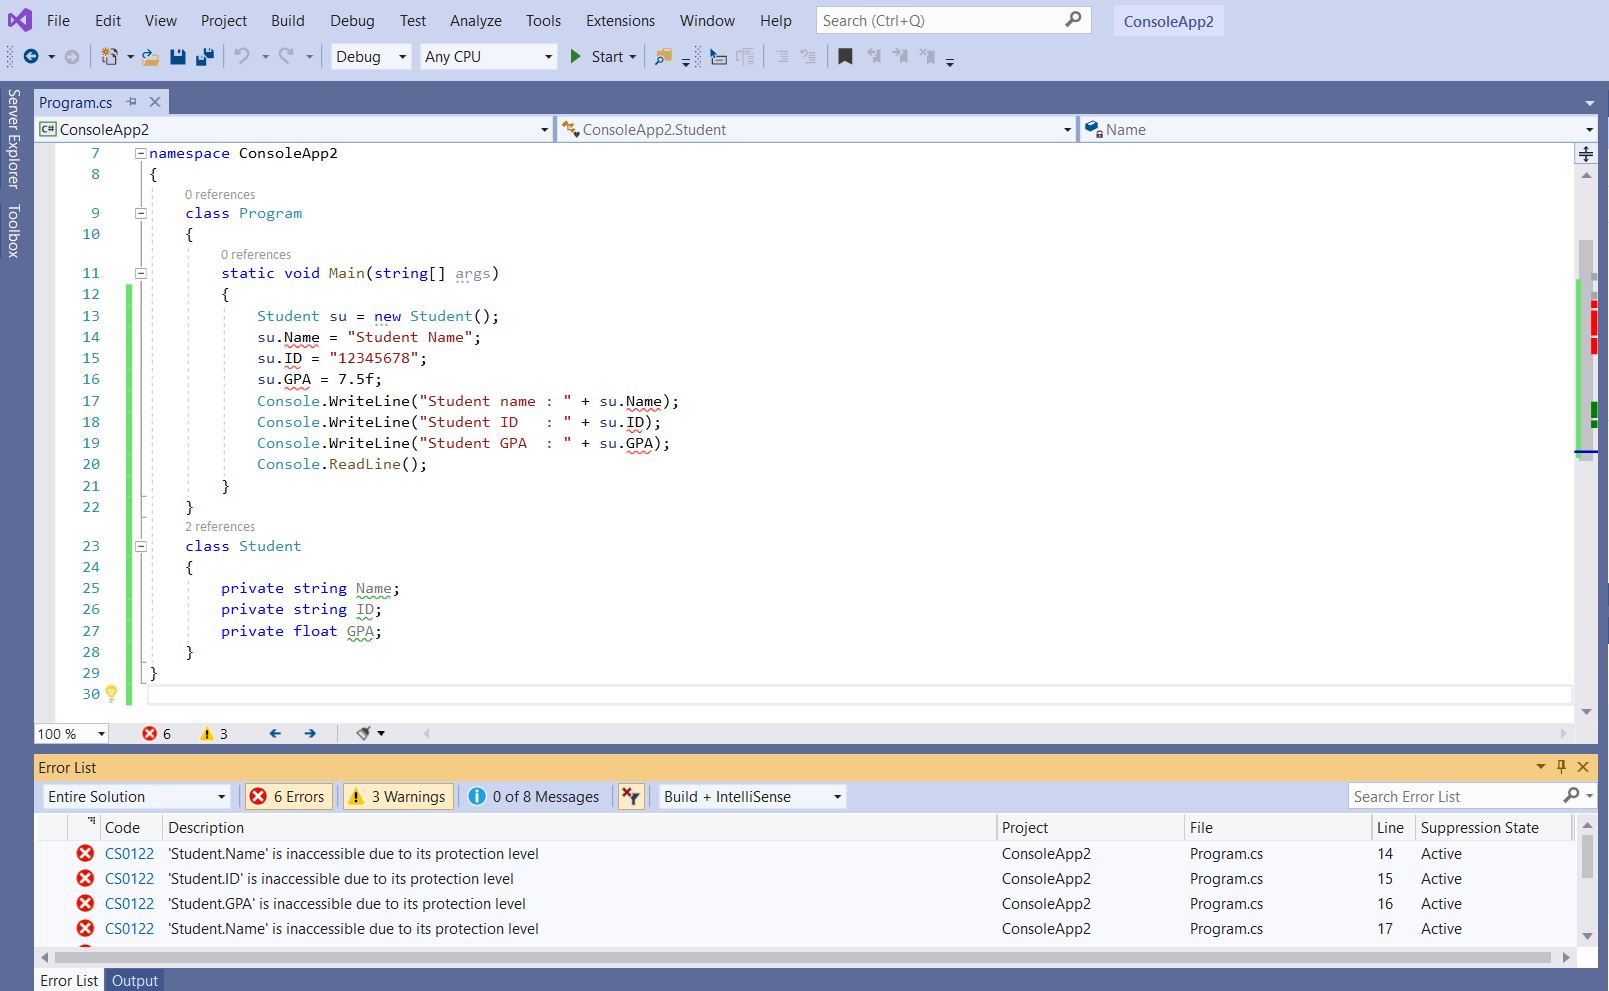 File Edit View Project Build Debug Test Analyze Tools Extensions Window Help Search (Ctrl+Q) ConsoleApp2
Debug Any CPU Start
Server Explorer
Toolbox
Program.cs
C# ConsoleApp2 ConsoleApp2.Student Name
7 namespace ConsoleApp2
8 {
0 references
9 class Program
10 {
0 references
11 static void Main(string[] args)
12 {
13 Student su = new Student();
14 su.Name = "Student Name";
15 su.ID = "12345678";
16 su.GPA = 7.5f;
17 Console.WriteLine("Student name : " + su.Name);
18 Console.WriteLine("Student ID   : " + su.ID);
19 Console.WriteLine("Student GPA  : " + su.GPA);
20 Console.ReadLine();
21 }
22 }
2 references
23 class Student
24 {
25 private string Name;
26 private string ID;
27 private float GPA;
28 }
29 }
30
100 % 6 3
Error List
Entire Solution 6 Errors 3 Warnings 0 of 8 Messages Build + IntelliSense Search Error List
Code Description Project File Line Suppression State
CS0122 'Student.Name' is inaccessible due to its protection level ConsoleApp2 Program.cs 14 Active
CS0122 'Student.ID' is inaccessible due to its protection level ConsoleApp2 Program.cs 15 Active
CS0122 'Student.GPA' is inaccessible due to its protection level ConsoleApp2 Program.cs 16 Active
CS0122 'Student.Name' is inaccessible due to its protection level ConsoleApp2 Program.cs 17 Active
Error List Output